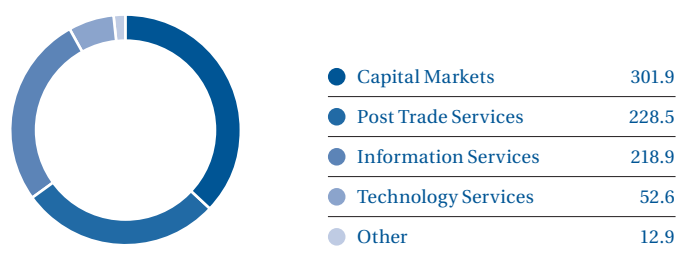 Capital Markets 301.9
Post Trade Services 228.5
Information Services 218.9
Technology Services 52.6
Other 12.9